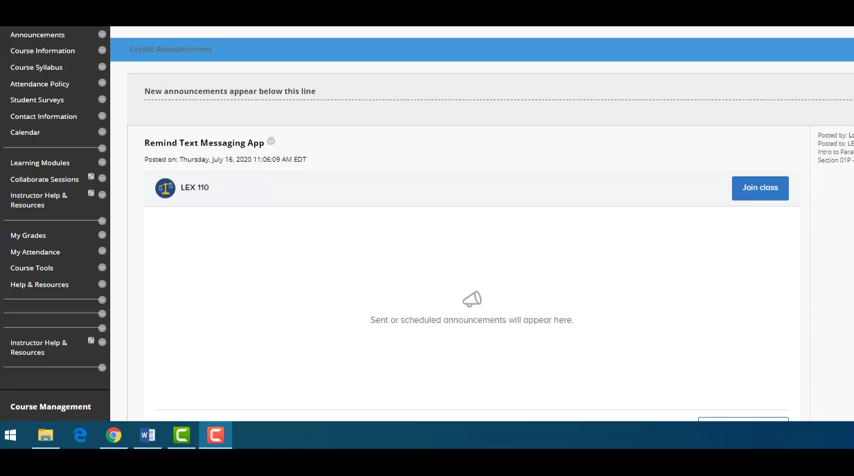 Announcements
Course Information
Course Syllabus
Attendance Policy
Student Surveys
Contact Information
Calendar
Learning Modules
Collaborate Sessions
Instructor Help &
Resources
My Grades
My Attendance
Course Tools
Help & Resources
Instructor Help &
Resources
Course Management
Create Announcement
New announcements appear below this line
Remind Text Messaging App
Posted on: Thursday, July 16, 2020 11:06:09 AM EDT
LEX 110
Join class
Sent or scheduled announcements will appear here.
Posted by: Lo
Posted to: LE
Intro to Para
Section 01P -